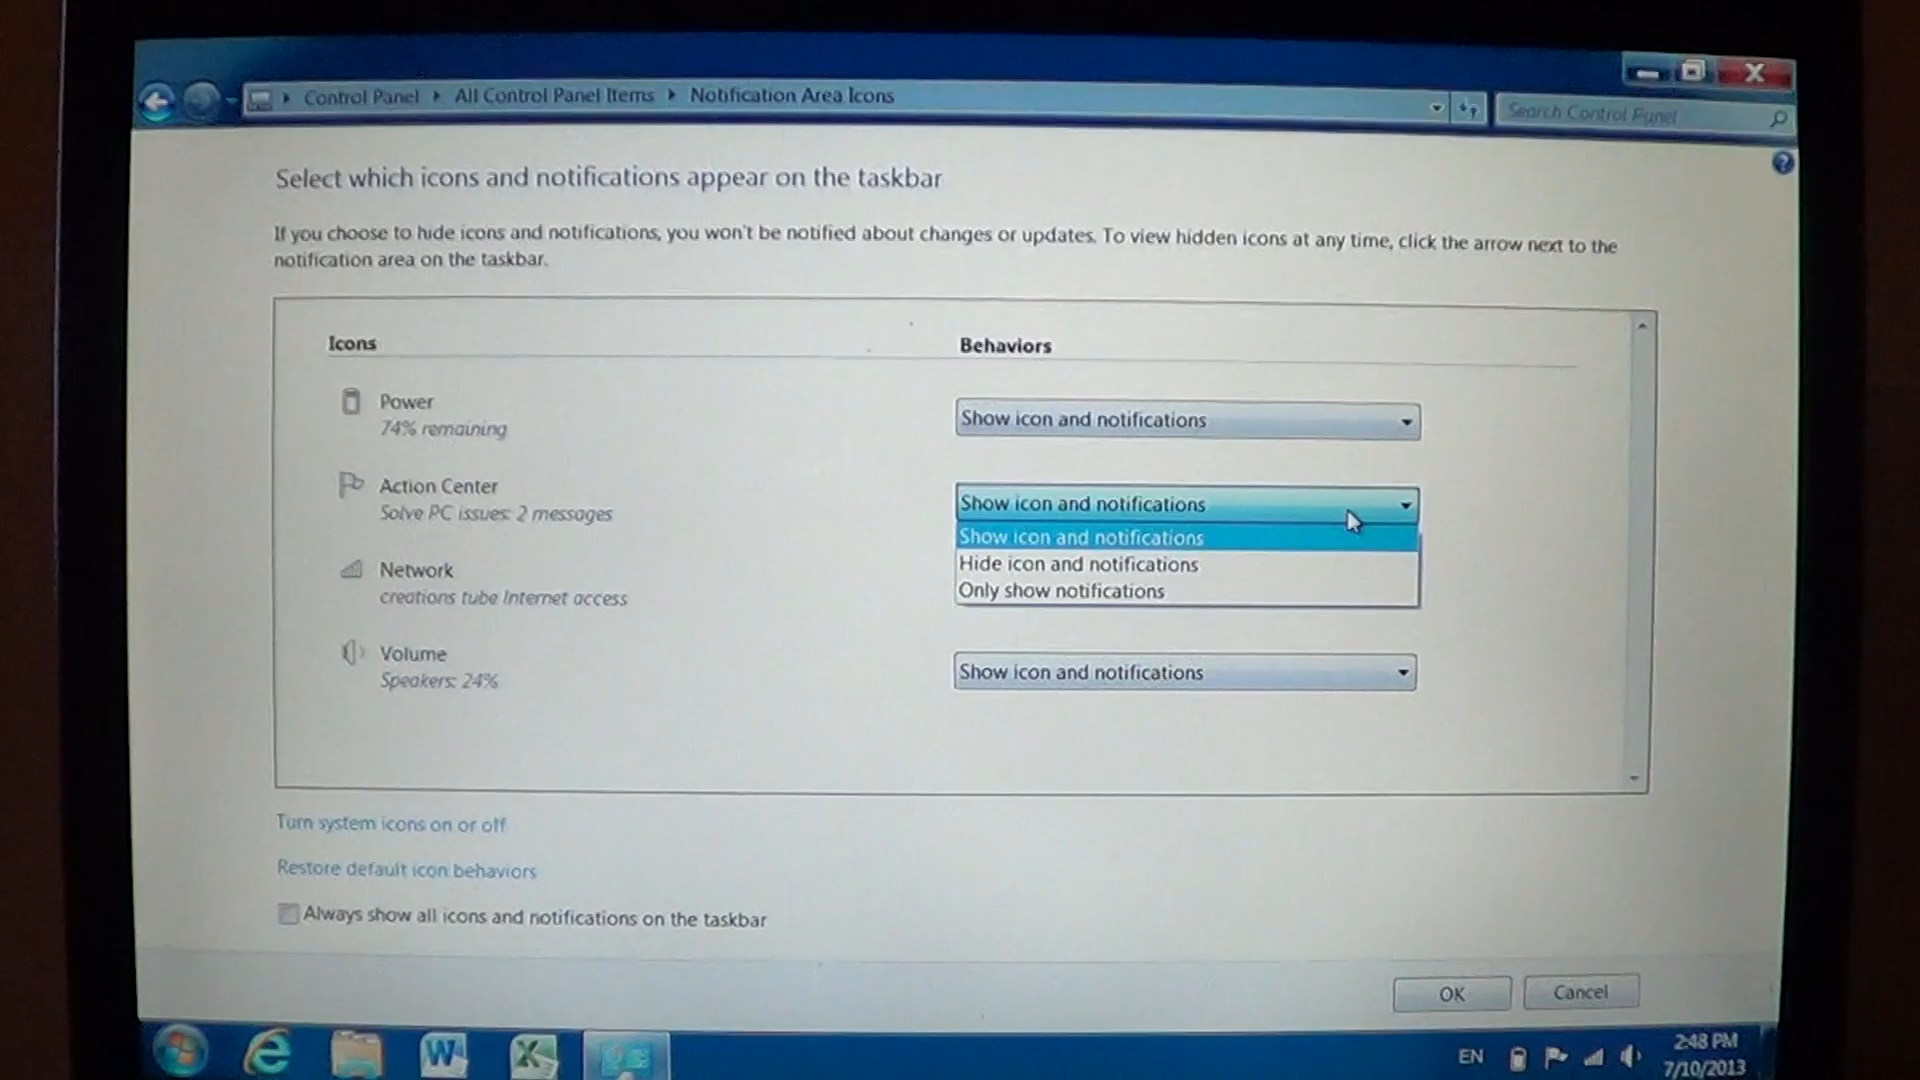 Control Panel
All Control Panel Items
Notification Area Icons
Search Control Panel
Select which icons and notifications appear on the taskbar
If you choose to hide icons and notifications, you won't be notified about changes or updates. To view hidden icons at any time, click the arrow next to the
notification area on the taskbar.
Icons
Behaviors
Power
74% remaining
Show icon and notifications
Action Center
Solve PC issues: 2 messages
Show icon and notifications
Show icon and notifications
Hide icon and notifications
Only show notifications
Network
creations tube Internet access
Volume
Speakers: 24%
Show icon and notifications
Turn system icons on or off
Restore default icon behaviors
Always show all icons and notifications on the taskbar
OK
Cancel
EN
2:48 PM
7/10/2013